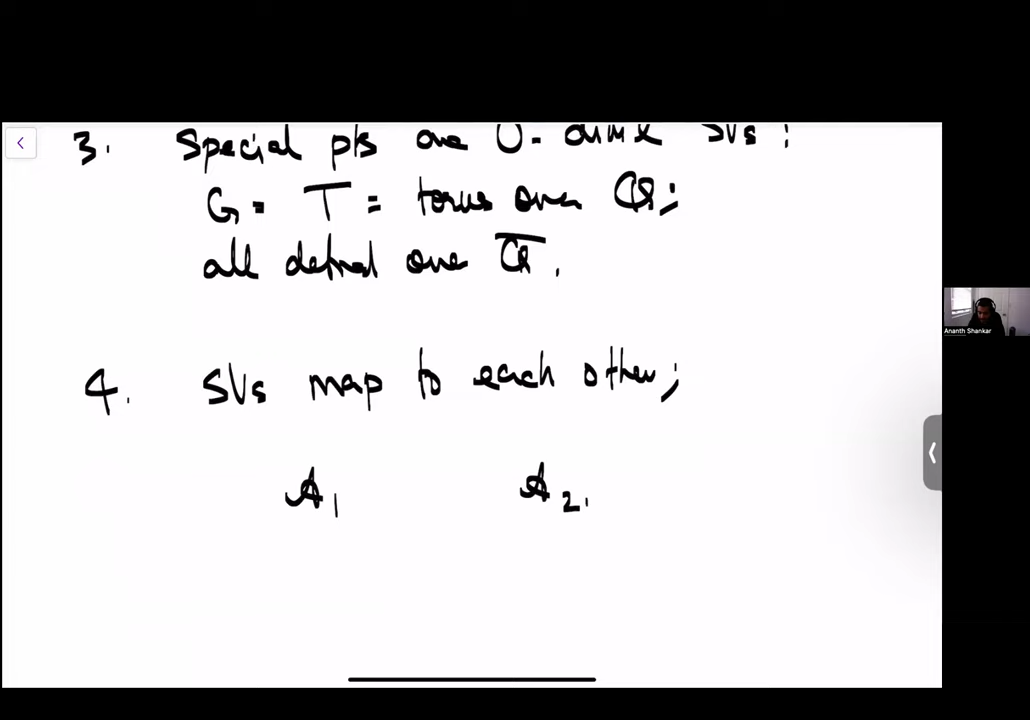 3. Special pts are 0-dim'l SVs:
G = T = torus over ℚ;
all defined over ℚ̅.
4. SVs map to each other;
𝒜₁ 𝒜₂.
Ananth Shankar